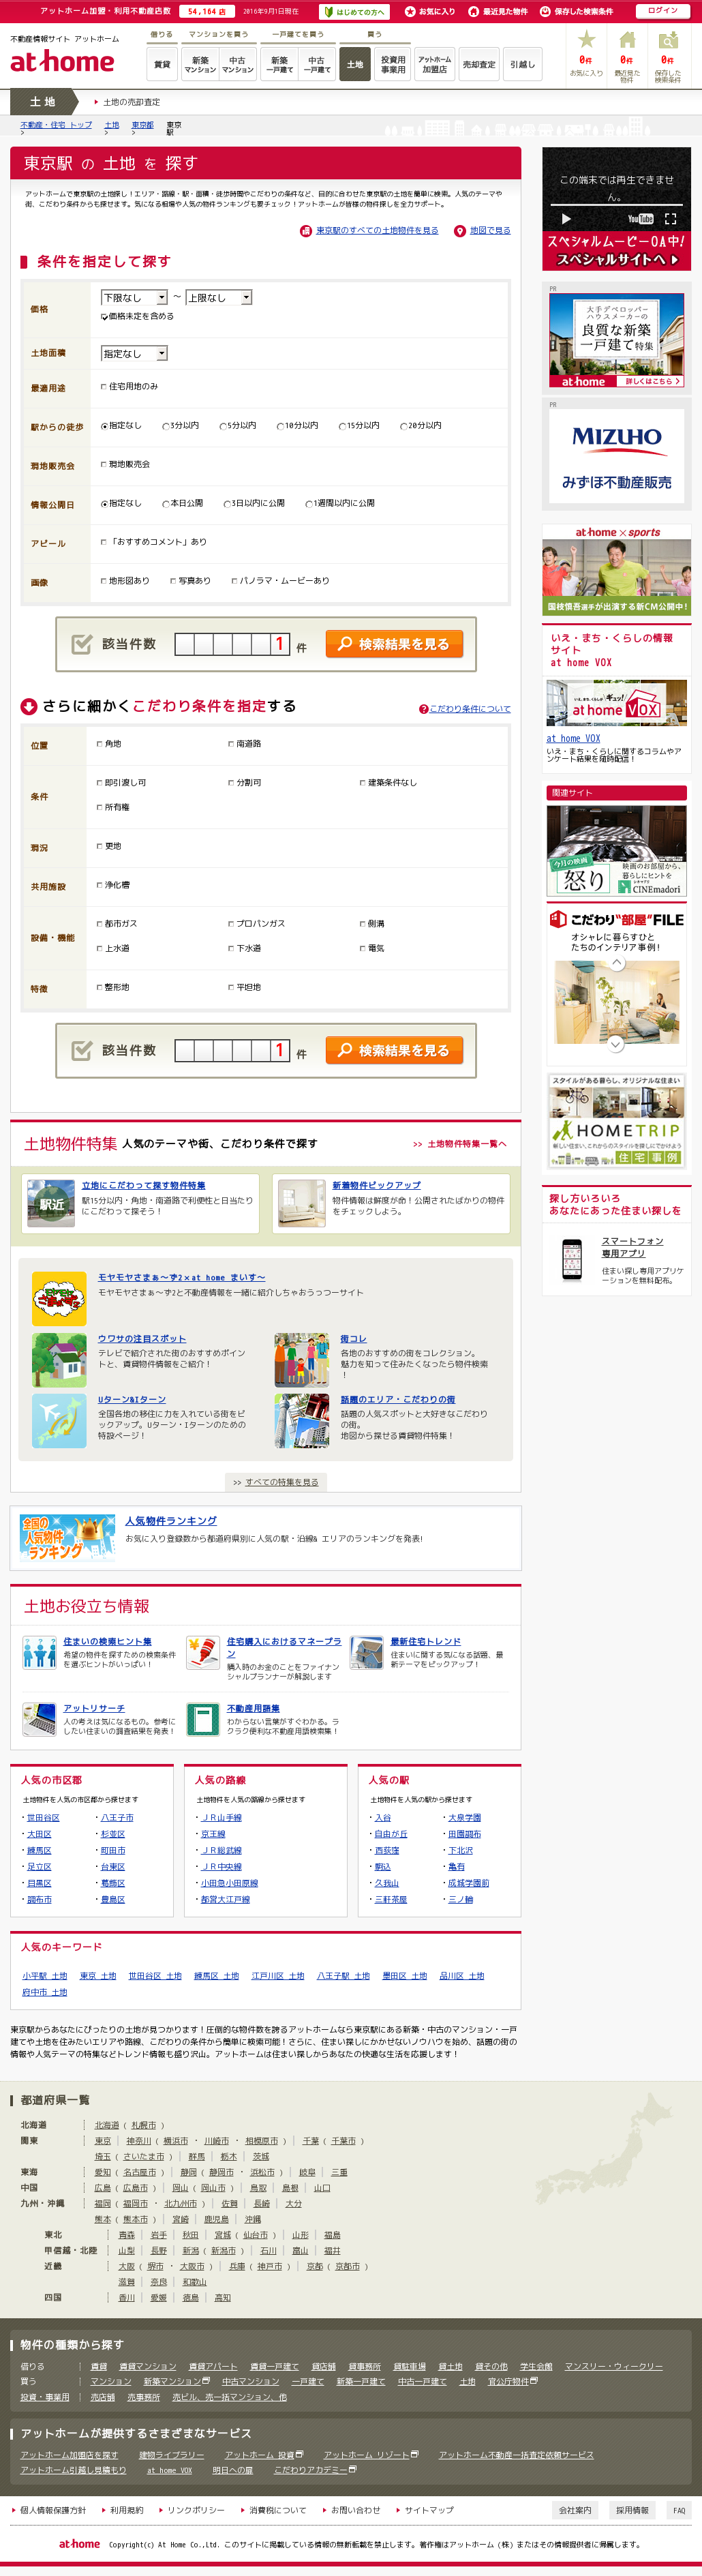 アットホーム加盟・利用不動産店数 54,164 店 2016年9月1日現在
はじめての方へ お気に入り 最近見た物件 保存した検索条件 ログイン
不動産情報サイト アットホーム
at home
借りる マンションを買う 一戸建てを買う 買う
賃貸 新築マンション 中古マンション 新築一戸建て 中古一戸建て 土地 投資用事業用 アットホーム加盟店 売却査定 引越し
0件 お気に入り 0件 最近見た物件 0件 保存した検索条件
土地 土地の売却査定
不動産・住宅 トップ > 土地 > 東京都 > 東京駅
東京駅 の 土地 を 探す
アットホームで東京駅の土地探し！エリア・路線・駅・面積・徒歩時間やこだわりの条件など、目的に合わせた東京駅の土地を簡単に検索。人気のテーマや
街、こだわり条件からも探せます。気になる相場や人気の物件ランキングも要チェック！アットホームが皆様の物件探しを全力サポート。
東京駅のすべての土地物件を見る 地図で見る
条件を指定して探す
価格 下限なし ～ 上限なし
価格未定を含める
土地面積 指定なし
最適用途 住宅用地のみ
駅からの徒歩 指定なし 3分以内 5分以内 10分以内 15分以内 20分以内
現地販売会 現地販売会
情報公開日 指定なし 本日公開 3日以内に公開 1週間以内に公開
アピール 「おすすめコメント」あり
画像 地形図あり 写真あり パノラマ・ムービーあり
該当件数 1 件 検索結果を見る
さらに細かくこだわり条件を指定する こだわり条件について
位置 角地 南道路
条件 即引渡し可 分割可 建築条件なし
所有権
現況 更地
共用施設 浄化槽
設備・機能 都市ガス プロパンガス 側溝
上水道 下水道 電気
特徴 整形地 平坦地
該当件数 1 件 検索結果を見る
土地物件特集 人気のテーマや街、こだわり条件で探す >> 土地物件特集一覧へ
駅近
立地にこだわって探す物件特集
駅15分以内・角地・南道路で利便性と日当たりにこだわって探そう！
新着物件ピックアップ
物件情報は鮮度が命！公開されたばかりの物件をチェックしよう。
モヤモヤさまぁ～ず2×at home まいす～
モヤモヤさまぁ～ず2と不動産情報を一緒に紹介しちゃおうっつーサイト
ウワサの注目スポット
テレビで紹介された街のおすすめポイントと、賃貸物件情報をご紹介！
街コレ
各地のおすすめの街をコレクション。
魅力を知って住みたくなったら物件検索！
Uターン&Iターン
全国各地の移住に力を入れている街をピックアップ。Uターン・Iターンのための特設ページ！
話題のエリア・こだわりの街
話題の人気スポットと大好きなこだわりの街。
地図から探せる賃貸物件特集！
>> すべての特集を見る
全国の人気物件ランキング
人気物件ランキング
お気に入り登録数から都道府県別に人気の駅・沿線& エリアのランキングを発表!
土地お役立ち情報
住まいの検索ヒント集
希望の物件を探すための検索条件を選ぶヒントがいっぱい！
住宅購入におけるマネープラン
購入時のお金のことをファイナンシャルプランナーが解説します
最新住宅トレンド
住まいに関する気になる話題、最新テーマをピックアップ！
アットリサーチ
人の考えは気になるもの。参考にしたい住まいの調査結果を発表！
不動産用語集
わからない言葉がすぐわかる。ラクラク便利な不動産用語検索集！
人気の市区郡
土地物件を人気の市区郡から探せます
・世田谷区 ・八王子市
・大田区 ・杉並区
・練馬区 ・町田市
・足立区 ・台東区
・目黒区 ・葛飾区
・調布市 ・豊島区
人気の路線
土地物件を人気の路線から探せます
・ＪＲ山手線
・京王線
・ＪＲ総武線
・ＪＲ中央線
・小田急小田原線
・都営大江戸線
人気の駅
土地物件を人気の駅から探せます
・入谷 ・大泉学園
・自由が丘 ・田園調布
・西荻窪 ・下北沢
・駒込 ・亀有
・久我山 ・成城学園前
・三軒茶屋 ・三ノ輪
人気のキーワード
小平駅 土地 東京 土地 世田谷区 土地 練馬区 土地 江戸川区 土地 八王子駅 土地 墨田区 土地 品川区 土地
府中市 土地
東京駅からあなたにぴったりの土地が見つかります！圧倒的な物件数を誇るアットホームなら東京駅にある新築・中古のマンション・一戸
建てや土地を住みたいエリアや路線、こだわりの条件から簡単に検索可能！さらに、住まい探しにかかせないノウハウを始め、話題の街の
情報や人気テーマの特集などトレンド情報も盛り沢山。アットホームは住まい探しからあなたの快適な生活を応援します！
この端末では再生できません。
YouTube
スペシャルムービーOA中！
スペシャルサイトへ
PR
大手デベロッパー ハウスメーカーの
良質な新築一戸建て特集
at home 詳しくはこちら
PR
MIZUHO
みずほ不動産販売
at home × sports
国枝慎吾選手が出演する新CM公開中！
いえ・まち・くらしの情報サイト
at home VOX
at home VOX
at home VOX
いえ・まち・くらしに関するコラムやアンケート結果を随時配信！
関連サイト
今月の映画 怒り
映画のお部屋から、暮らしにヒントを
CINEmadori
こだわり“部屋”FILE
オシャレに暮らすひとたちのインテリア事例！
スタイルがある暮らし、オリジナルな住まい
HOMETRIP
新しい住まい、これからのスタイルを探しにでかけよう
住宅事例
探し方いろいろ
あなたにあった住まい探しを
スマートフォン専用アプリ
住まい探し専用アプリケーションを無料配布。
都道府県一覧
北海道 北海道 ( 札幌市 )
関東 東京 神奈川 ( 横浜市 ・ 川崎市 ・ 相模原市 ) 千葉 ( 千葉市 )
埼玉 ( さいたま市 ) 群馬 栃木 茨城
東海 愛知 ( 名古屋市 ) 静岡 ( 静岡市 ・ 浜松市 ) 岐阜 三重
中国 広島 ( 広島市 ) 岡山 ( 岡山市 ) 鳥取 島根 山口
九州・沖縄 福岡 ( 福岡市 ・ 北九州市 ) 佐賀 長崎 大分
熊本 ( 熊本市 ) 宮崎 鹿児島 沖縄
東北 青森 岩手 秋田 宮城 ( 仙台市 ) 山形 福島
甲信越・北陸 山梨 長野 新潟 ( 新潟市 ) 石川 富山 福井
近畿 大阪 ( 堺市 ・ 大阪市 ) 兵庫 ( 神戸市 ) 京都 ( 京都市 )
滋賀 奈良 和歌山
四国 香川 愛媛 徳島 高知
物件の種類から探す
借りる 賃貸 賃貸マンション 賃貸アパート 賃貸一戸建て 貸店舗 貸事務所 貸駐車場 貸土地 貸その他 学生会館 マンスリー・ウィークリー
買う マンション 新築マンション 中古マンション 一戸建て 新築一戸建て 中古一戸建て 土地 官公庁物件
投資・事業用 売店舗 売事務所 売ビル、売一括マンション、他
アットホームが提供するさまざまなサービス
アットホーム加盟店を探す 建物ライブラリー アットホーム 投資 アットホーム リゾート アットホーム不動産一括査定依頼サービス
アットホーム引越し見積もり at home VOX 明日への扉 こだわりアカデミー
個人情報保護方針 利用規約 リンクポリシー 消費税について お問い合わせ サイトマップ 会社案内 採用情報 FAQ
at home Copyright(c) At Home Co.,Ltd. このサイトに掲載している情報の無断転載を禁止します。著作権はアットホーム (株) またはその情報提供者に帰属します。